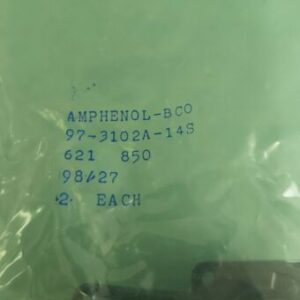 AMPHENOL-BCO
97-3102A-14S
621 850
98/27
2 EACH